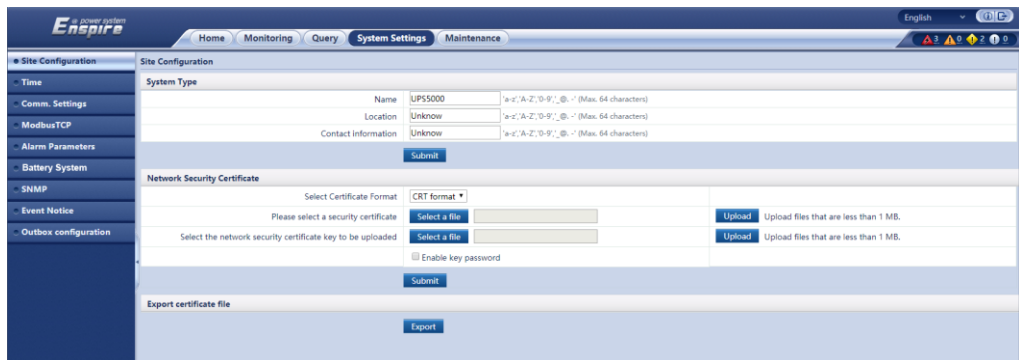 e power system
Enspire
English
Home Monitoring Query System Settings Maintenance
3 0 2 0
Site Configuration
Time
Comm. Settings
ModbusTCP
Alarm Parameters
Battery System
SNMP
Event Notice
Outbox configuration
Site Configuration
System Type
Name UPS5000 'a-z','A-Z','0-9','_@. -' (Max. 64 characters)
Location Unknow 'a-z','A-Z','0-9','_@. -' (Max. 64 characters)
Contact information Unknow 'a-z','A-Z','0-9','_@. -' (Max. 64 characters)
Submit
Network Security Certificate
Select Certificate Format CRT format
Please select a security certificate Select a file Upload Upload files that are less than 1 MB.
Select the network security certificate key to be uploaded Select a file Upload Upload files that are less than 1 MB.
Enable key password
Submit
Export certificate file
Export